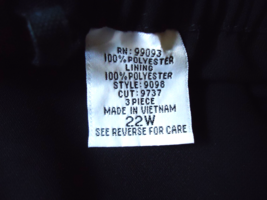 RN: 99093
100% POLYESTER
LINING
100% POLYESTER
STYLE: 9098
CUT: 9737
3 PIECE
MADE IN VIETNAM
22W
SEE REVERSE FOR CARE